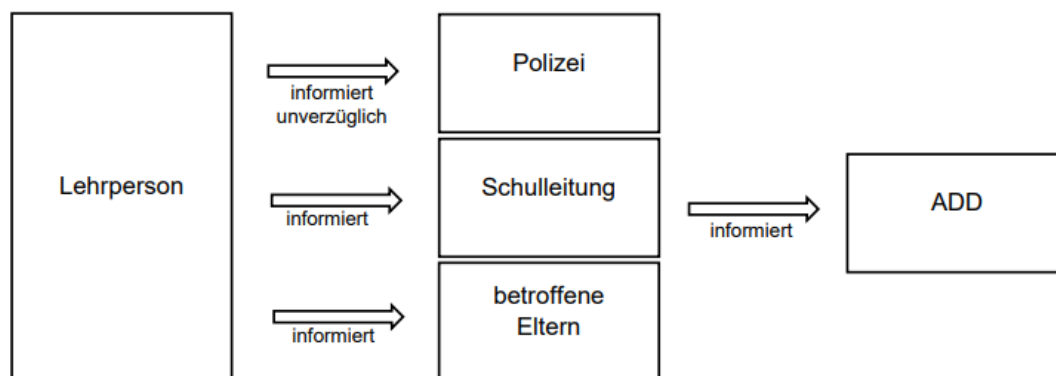 Lehrperson
informiert
unverzüglich
Polizei
informiert
Schulleitung
informiert
ADD
informiert
betroffene
Eltern